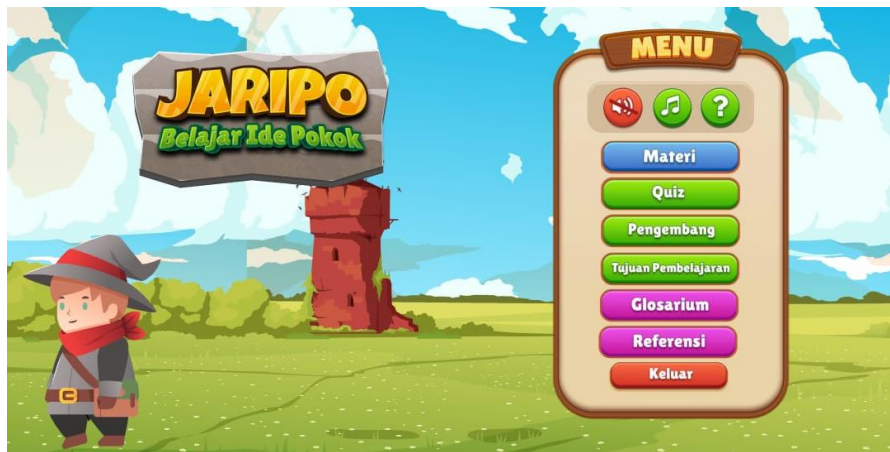 JARIPO
Belajar Ide Pokok
MENU
?
Materi
Quiz
Pengembang
Tujuan Pembelajaran
Glosarium
Referensi
Keluar